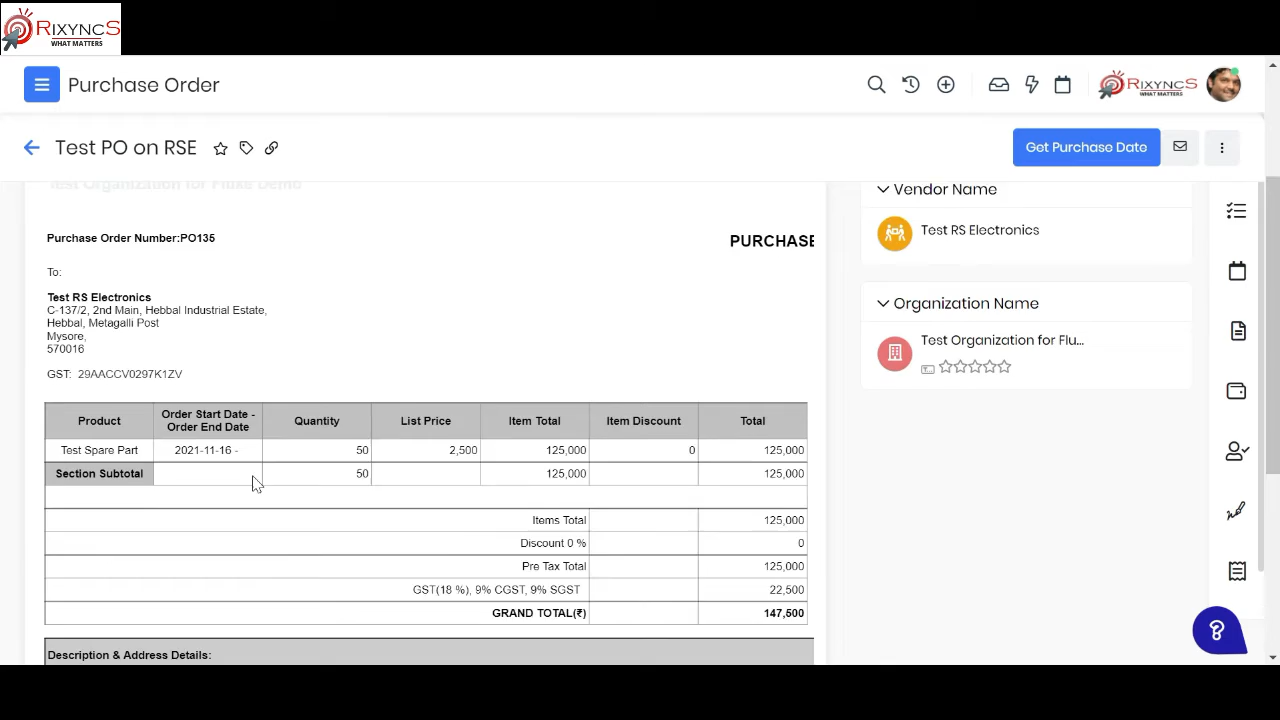 RixyncS
WHAT MATTERS
Purchase Order
RixyncS
WHAT MATTERS
Test PO on RSE
Get Purchase Date
Test Organization for Fluke Demo
Purchase Order Number:PO135
PURCHASE
To:
Test RS Electronics
C-137/2, 2nd Main, Hebbal Industrial Estate,
Hebbal, Metagalli Post
Mysore,
570016
GST: 29AACCV0297K1ZV
Product Order Start Date - Order End Date Quantity List Price Item Total Item Discount Total
Test Spare Part 2021-11-16 - 50 2,500 125,000 0 125,000
Section Subtotal 50 125,000 125,000
Items Total 125,000
Discount 0 % 0
Pre Tax Total 125,000
GST(18 %), 9% CGST, 9% SGST 22,500
GRAND TOTAL(₹) 147,500
Description & Address Details:
Vendor Name
Test RS Electronics
Organization Name
Test Organization for Flu...
?